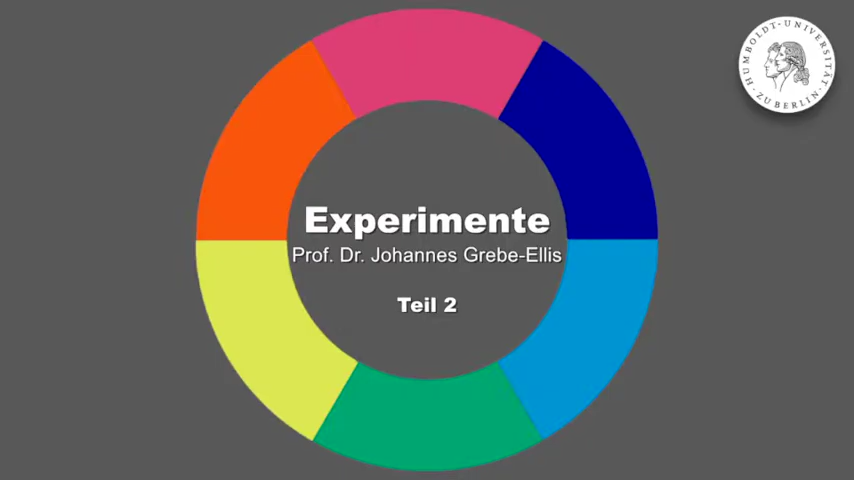 Experimente
Prof. Dr. Johannes Grebe-Ellis
Teil 2
HUMBOLDT-UNIVERSITÄT
ZU BERLIN